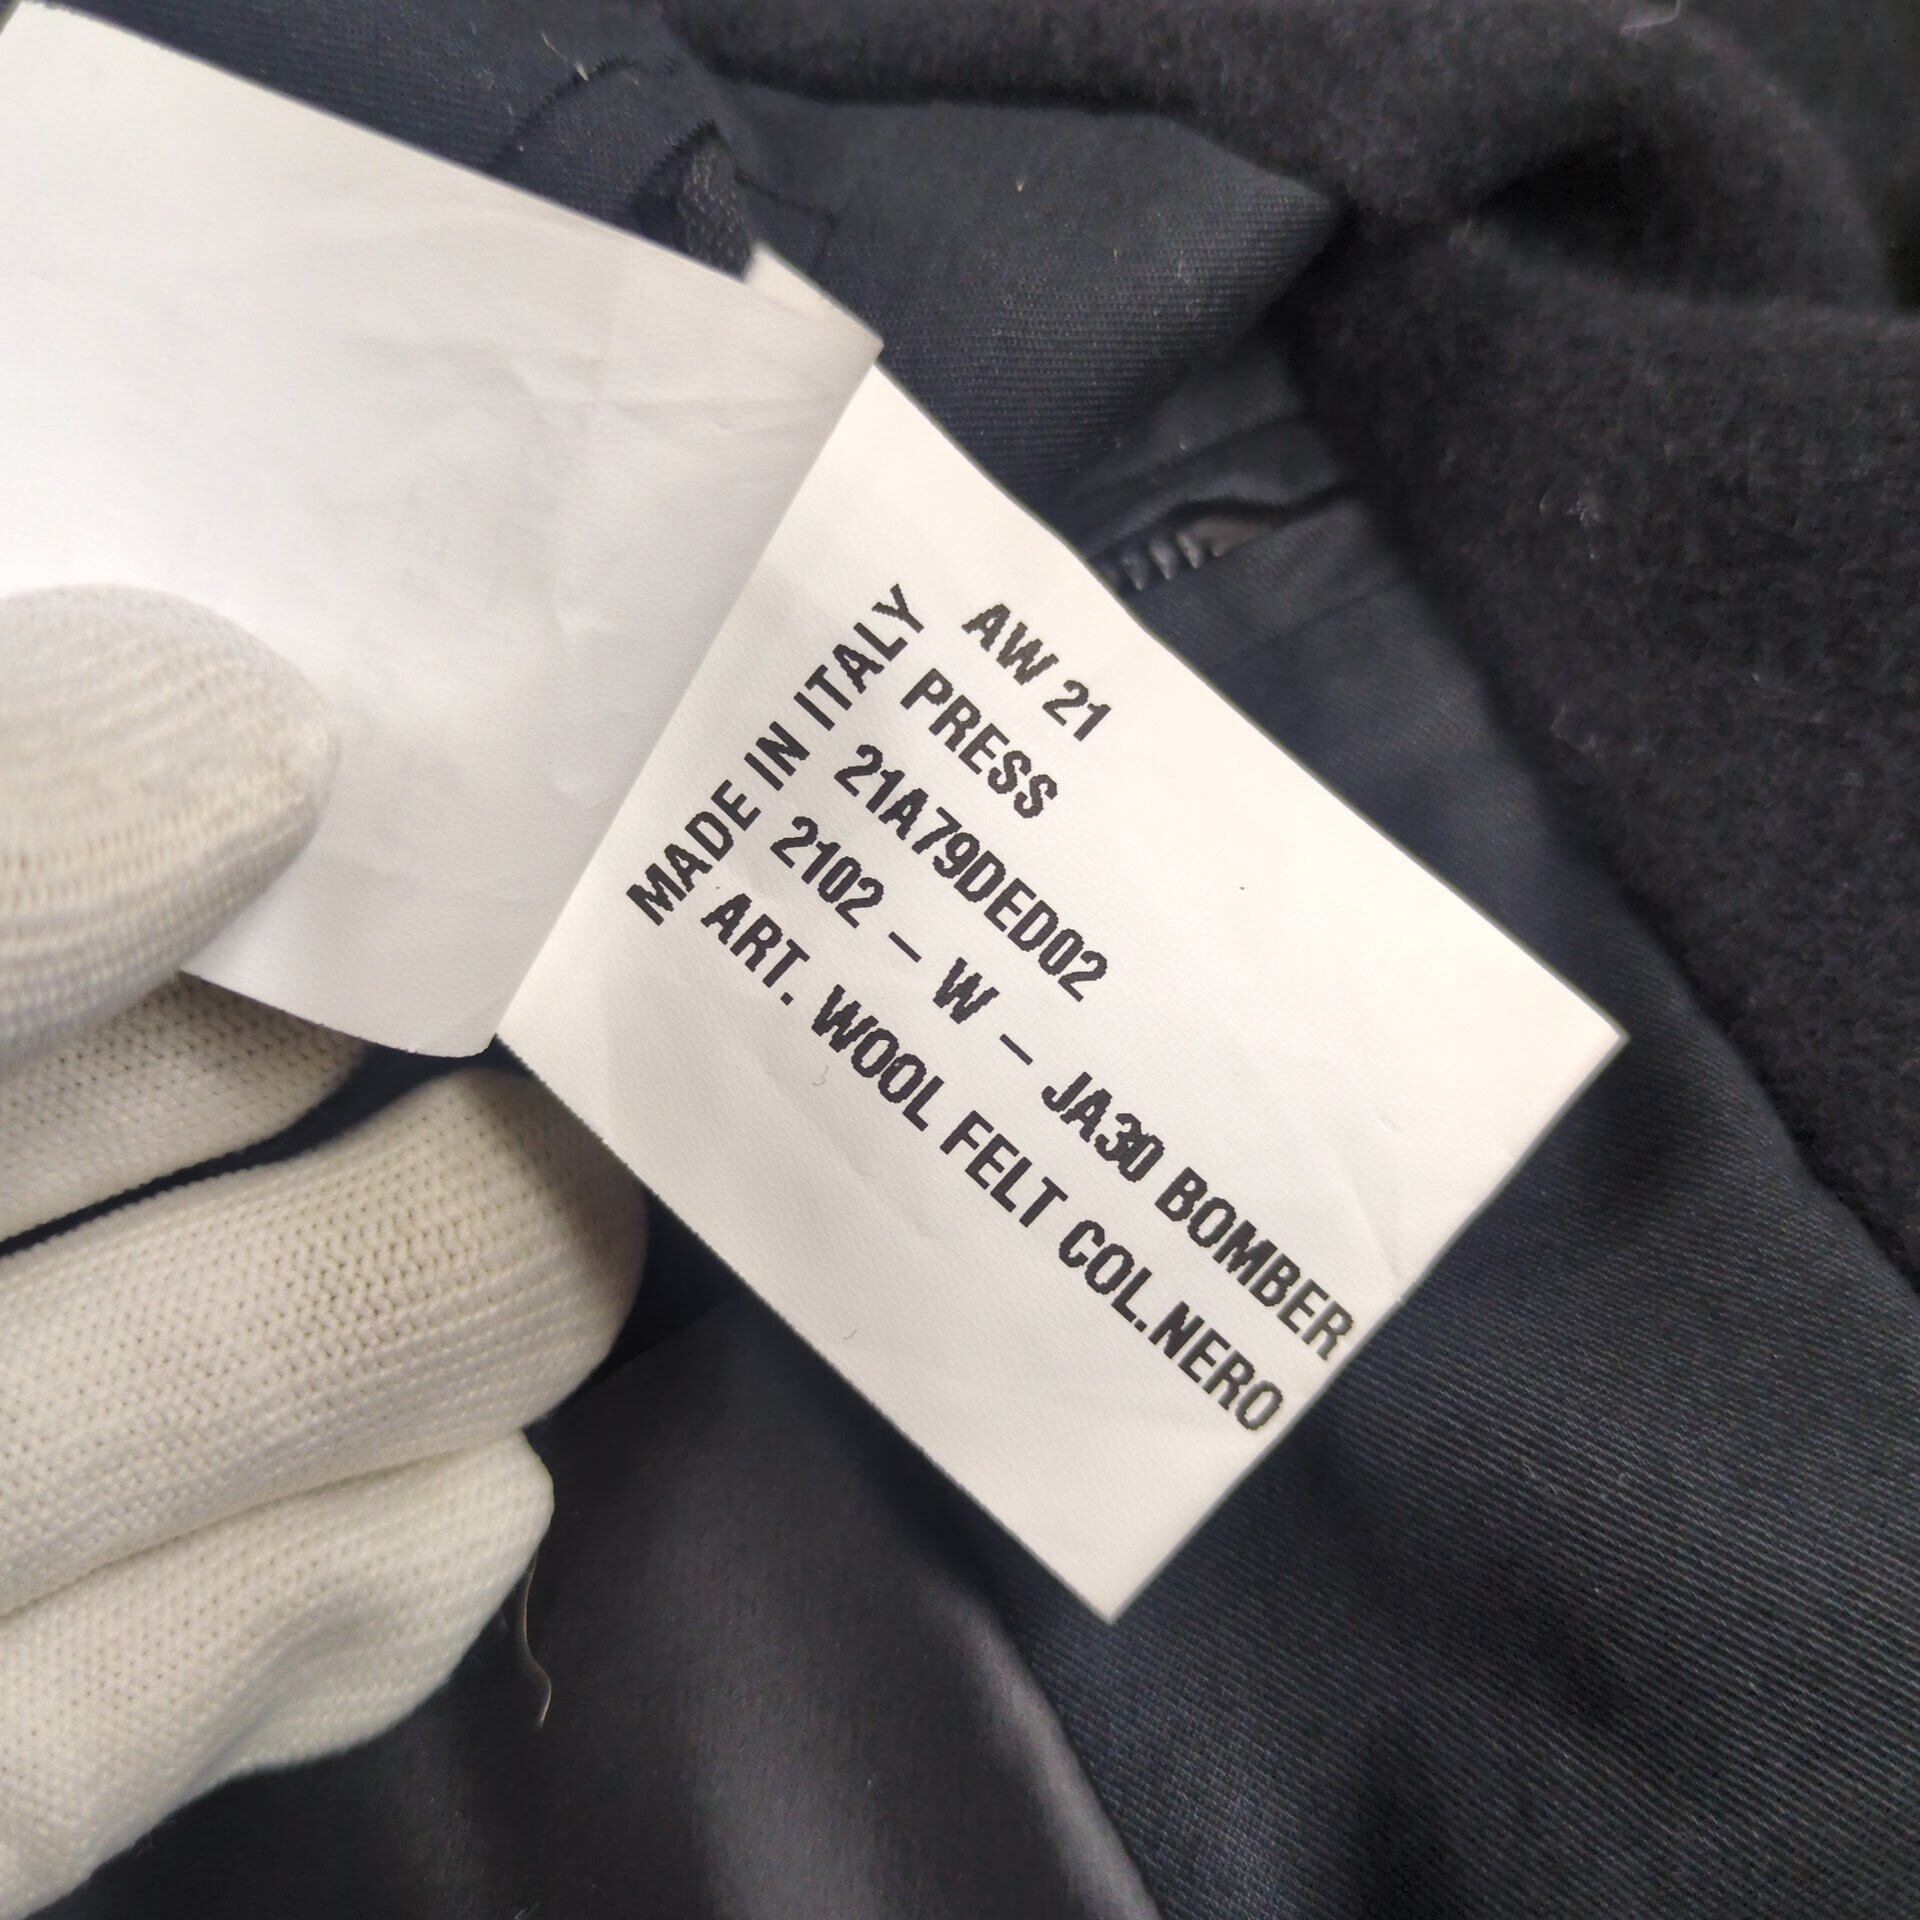 AW 21
PRESS
21A79DED02
2102 – W – JA30 BOMBER
ART. WOOL FELT COL.NERO
MADE IN ITALY